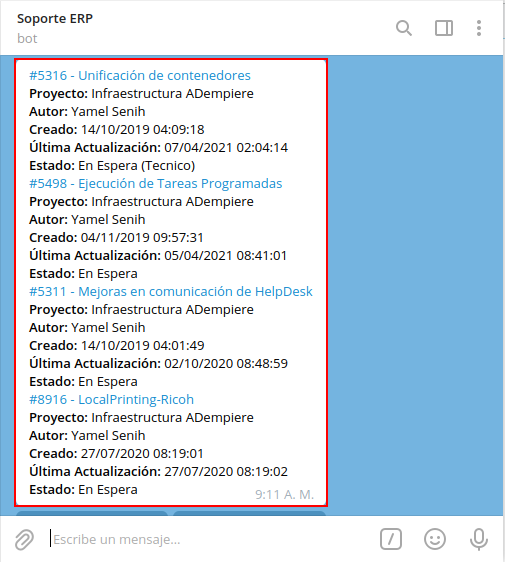 Soporte ERP
bot
#5316 - Unificación de contenedores
Proyecto: Infraestructura ADempiere
Autor: Yamel Senih
Creado: 14/10/2019 04:09:18
Última Actualización: 07/04/2021 02:04:14
Estado: En Espera (Tecnico)
#5498 - Ejecución de Tareas Programadas
Proyecto: Infraestructura ADempiere
Autor: Yamel Senih
Creado: 04/11/2019 09:57:31
Última Actualización: 05/04/2021 08:41:01
Estado: En Espera
#5311 - Mejoras en comunicación de HelpDesk
Proyecto: Infraestructura ADempiere
Autor: Yamel Senih
Creado: 14/10/2019 04:01:49
Última Actualización: 02/10/2020 08:48:59
Estado: En Espera
#8916 - LocalPrinting-Ricoh
Proyecto: Infraestructura ADempiere
Autor: Yamel Senih
Creado: 27/07/2020 08:19:01
Última Actualización: 27/07/2020 08:19:02
Estado: En Espera
9:11 A. M.
Escribe un mensaje...